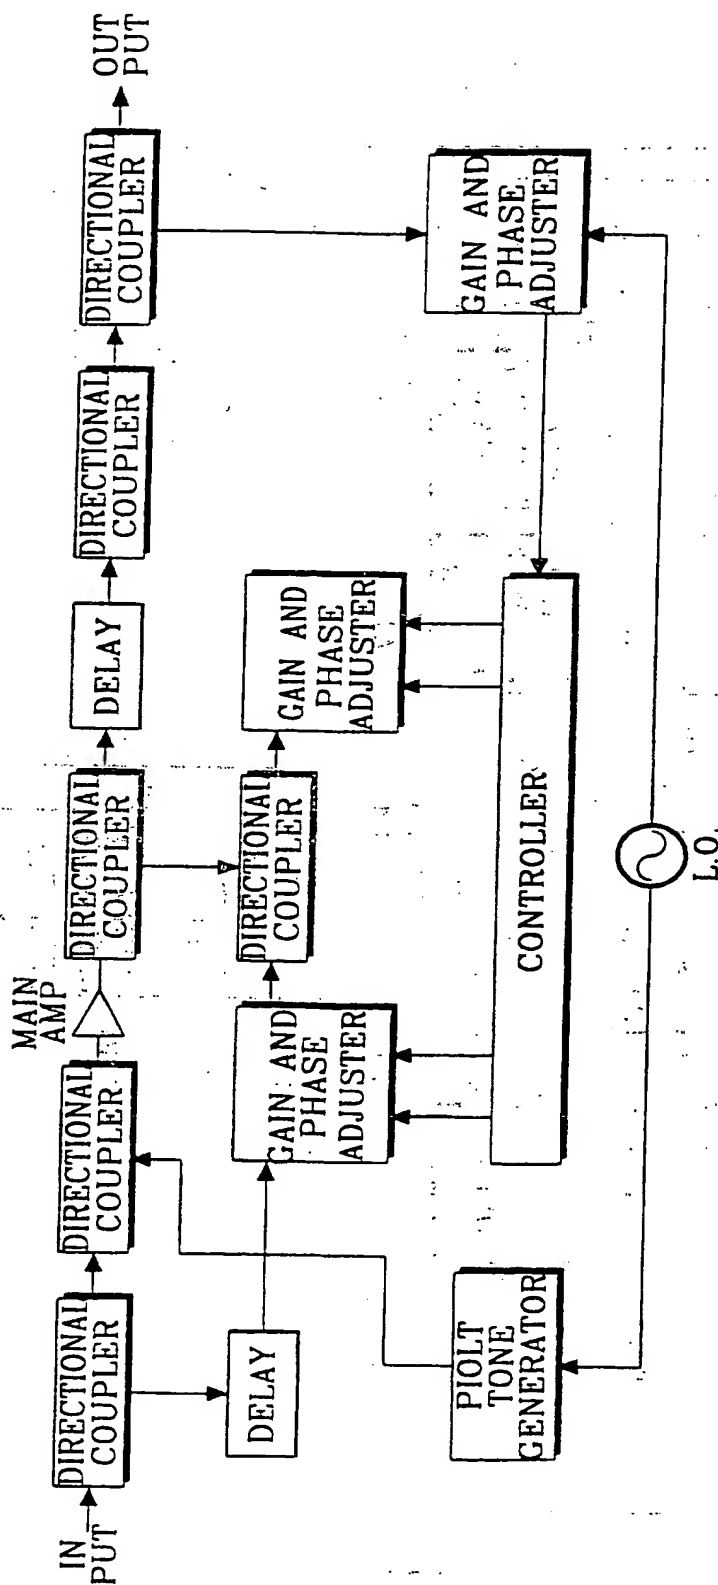 IN
PUT
DIRECTIONAL
COUPLER
DIRECTIONAL
COUPLER
MAIN
AMP
DIRECTIONAL
COUPLER
DELAY
DIRECTIONAL
COUPLER
DIRECTIONAL
COUPLER
OUT
PUT
DELAY
GAIN AND
PHASE
ADJUSTER
DIRECTIONAL
COUPLER
GAIN AND
PHASE
ADJUSTER
GAIN AND
PHASE
ADJUSTER
PIOLT
TONE
GENERATOR
CONTROLLER
L.O.